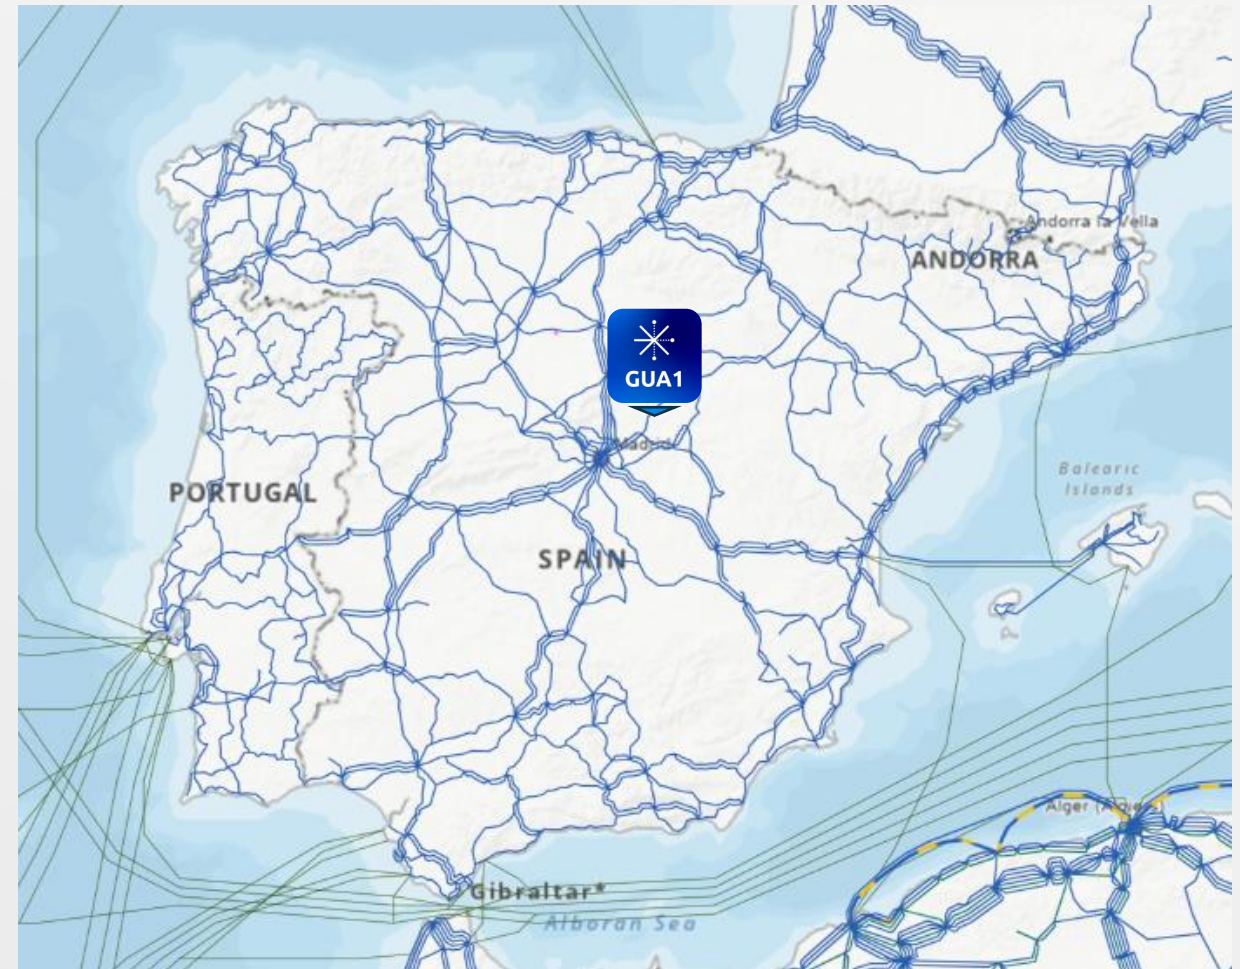 Andorra la Vella
ANDORRA
GUA1
Madrid
Balearic
Islands
PORTUGAL
SPAIN
Alger (Algiers)
Gibraltar*
Alboran Sea